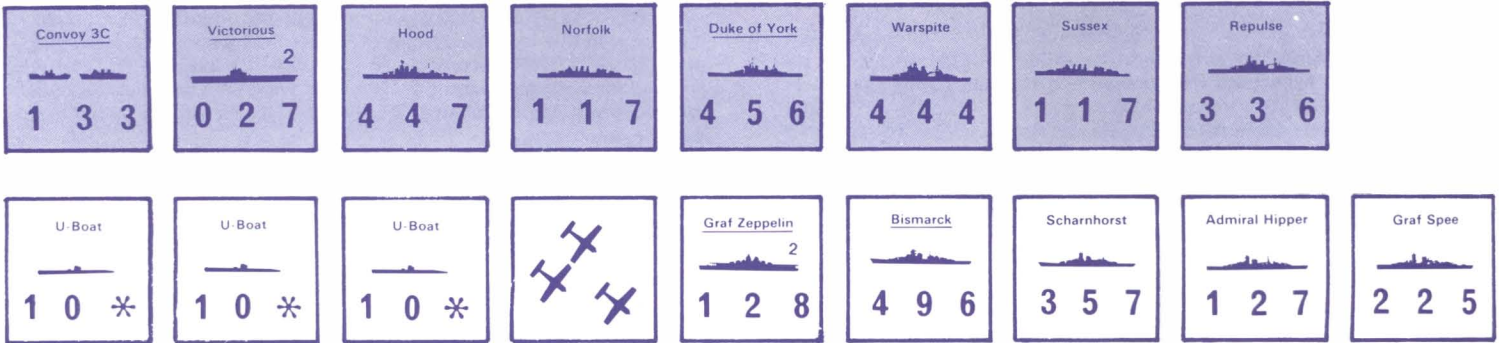 Convoy 3C
1 3 3
Victorious
2
0 2 7
Hood
4 4 7
Norfolk
1 1 7
Duke of York
4 5 6
Warspite
4 4 4
Sussex
1 1 7
Repulse
3 3 6
U-Boat
1 0 *
U-Boat
1 0 *
U-Boat
1 0 *
Graf Zeppelin
2
1 2 8
Bismarck
4 9 6
Scharnhorst
3 5 7
Admiral Hipper
1 2 7
Graf Spee
2 2 5